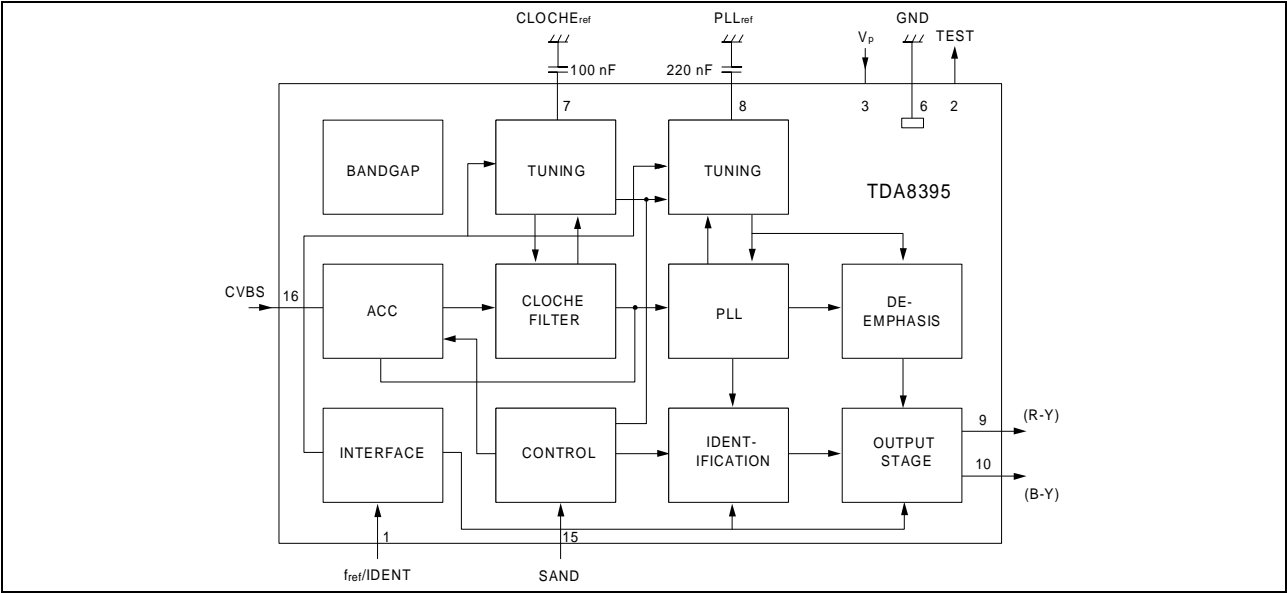 CLOCHEref
PLLref
GND
Vp
TEST
100 nF
220 nF
7
8
3
6
2
BANDGAP
TUNING
TUNING
TDA8395
CVBS
16
ACC
CLOCHE
FILTER
PLL
DE-
EMPHASIS
INTERFACE
CONTROL
IDENT-
IFICATION
OUTPUT
STAGE
9
(R-Y)
10
(B-Y)
1
15
fref/IDENT
SAND